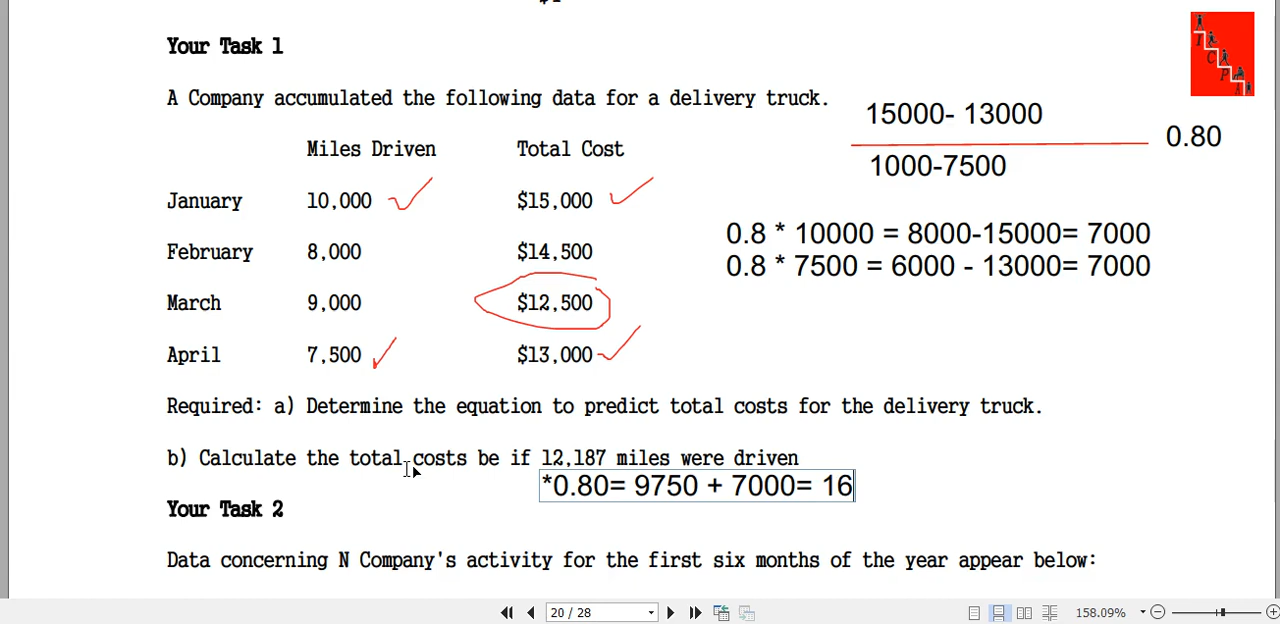 Your Task 1
A Company accumulated the following data for a delivery truck.
15000- 13000
0.80
1000-7500
Miles Driven Total Cost
January 10,000 $15,000
0.8 * 10000 = 8000-15000= 7000
February 8,000 $14,500
0.8 * 7500 = 6000 - 13000= 7000
March 9,000 $12,500
April 7,500 $13,000
Required: a) Determine the equation to predict total costs for the delivery truck.
b) Calculate the total costs be if 12,187 miles were driven
*0.80= 9750 + 7000= 16
Your Task 2
Data concerning N Company's activity for the first six months of the year appear below:
20 / 28
158.09%
I
C
P
A